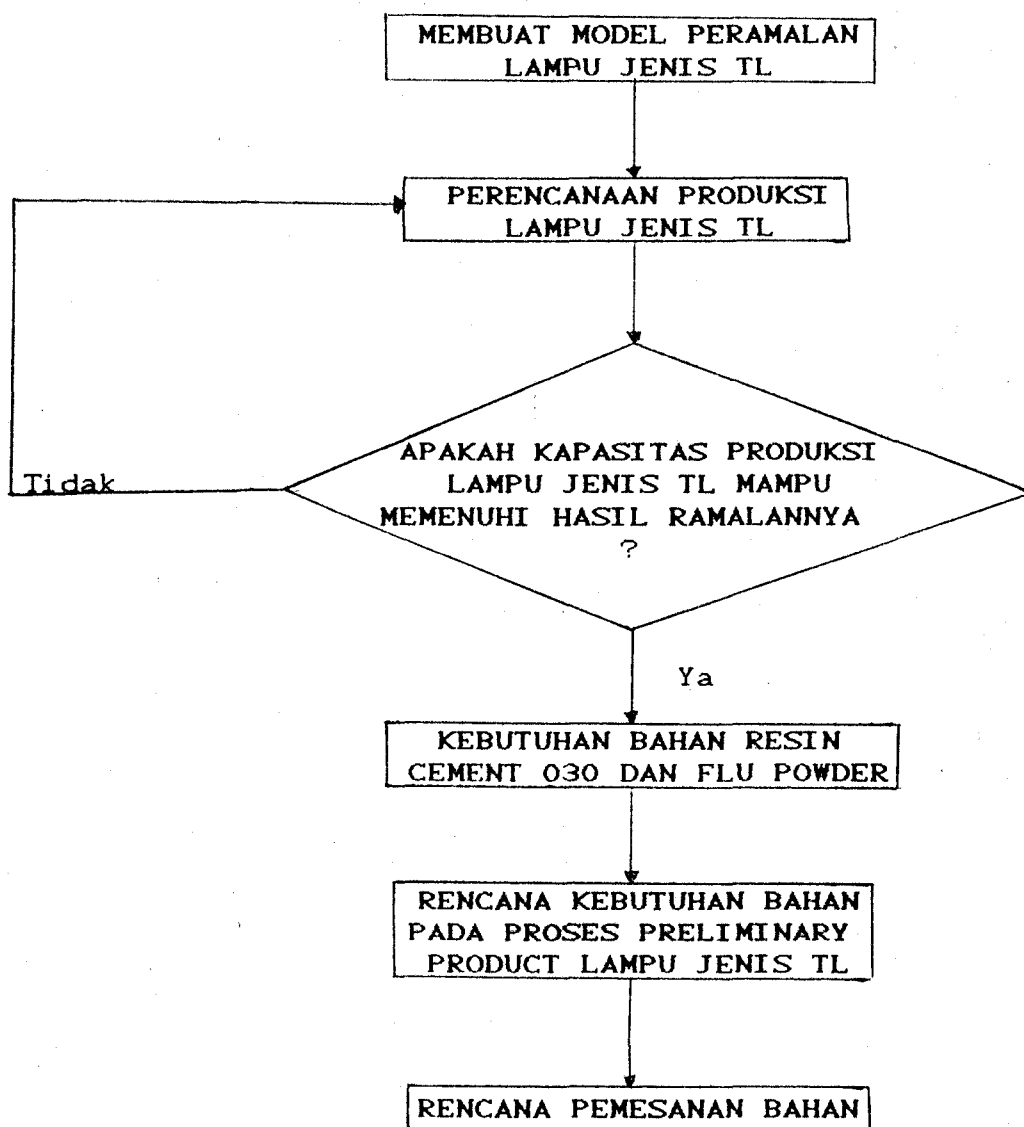 MEMBUAT MODEL PERAMALAN
LAMPU JENIS TL
PERENCANAAN PRODUKSI
LAMPU JENIS TL
APAKAH KAPASITAS PRODUKSI
LAMPU JENIS TL MAMPU
MEMENUHI HASIL RAMALANNYA
?
Tidak
Ya
KEBUTUHAN BAHAN RESIN
CEMENT 030 DAN FLU POWDER
RENCANA KEBUTUHAN BAHAN
PADA PROSES PRELIMINARY
PRODUCT LAMPU JENIS TL
RENCANA PEMESANAN BAHAN